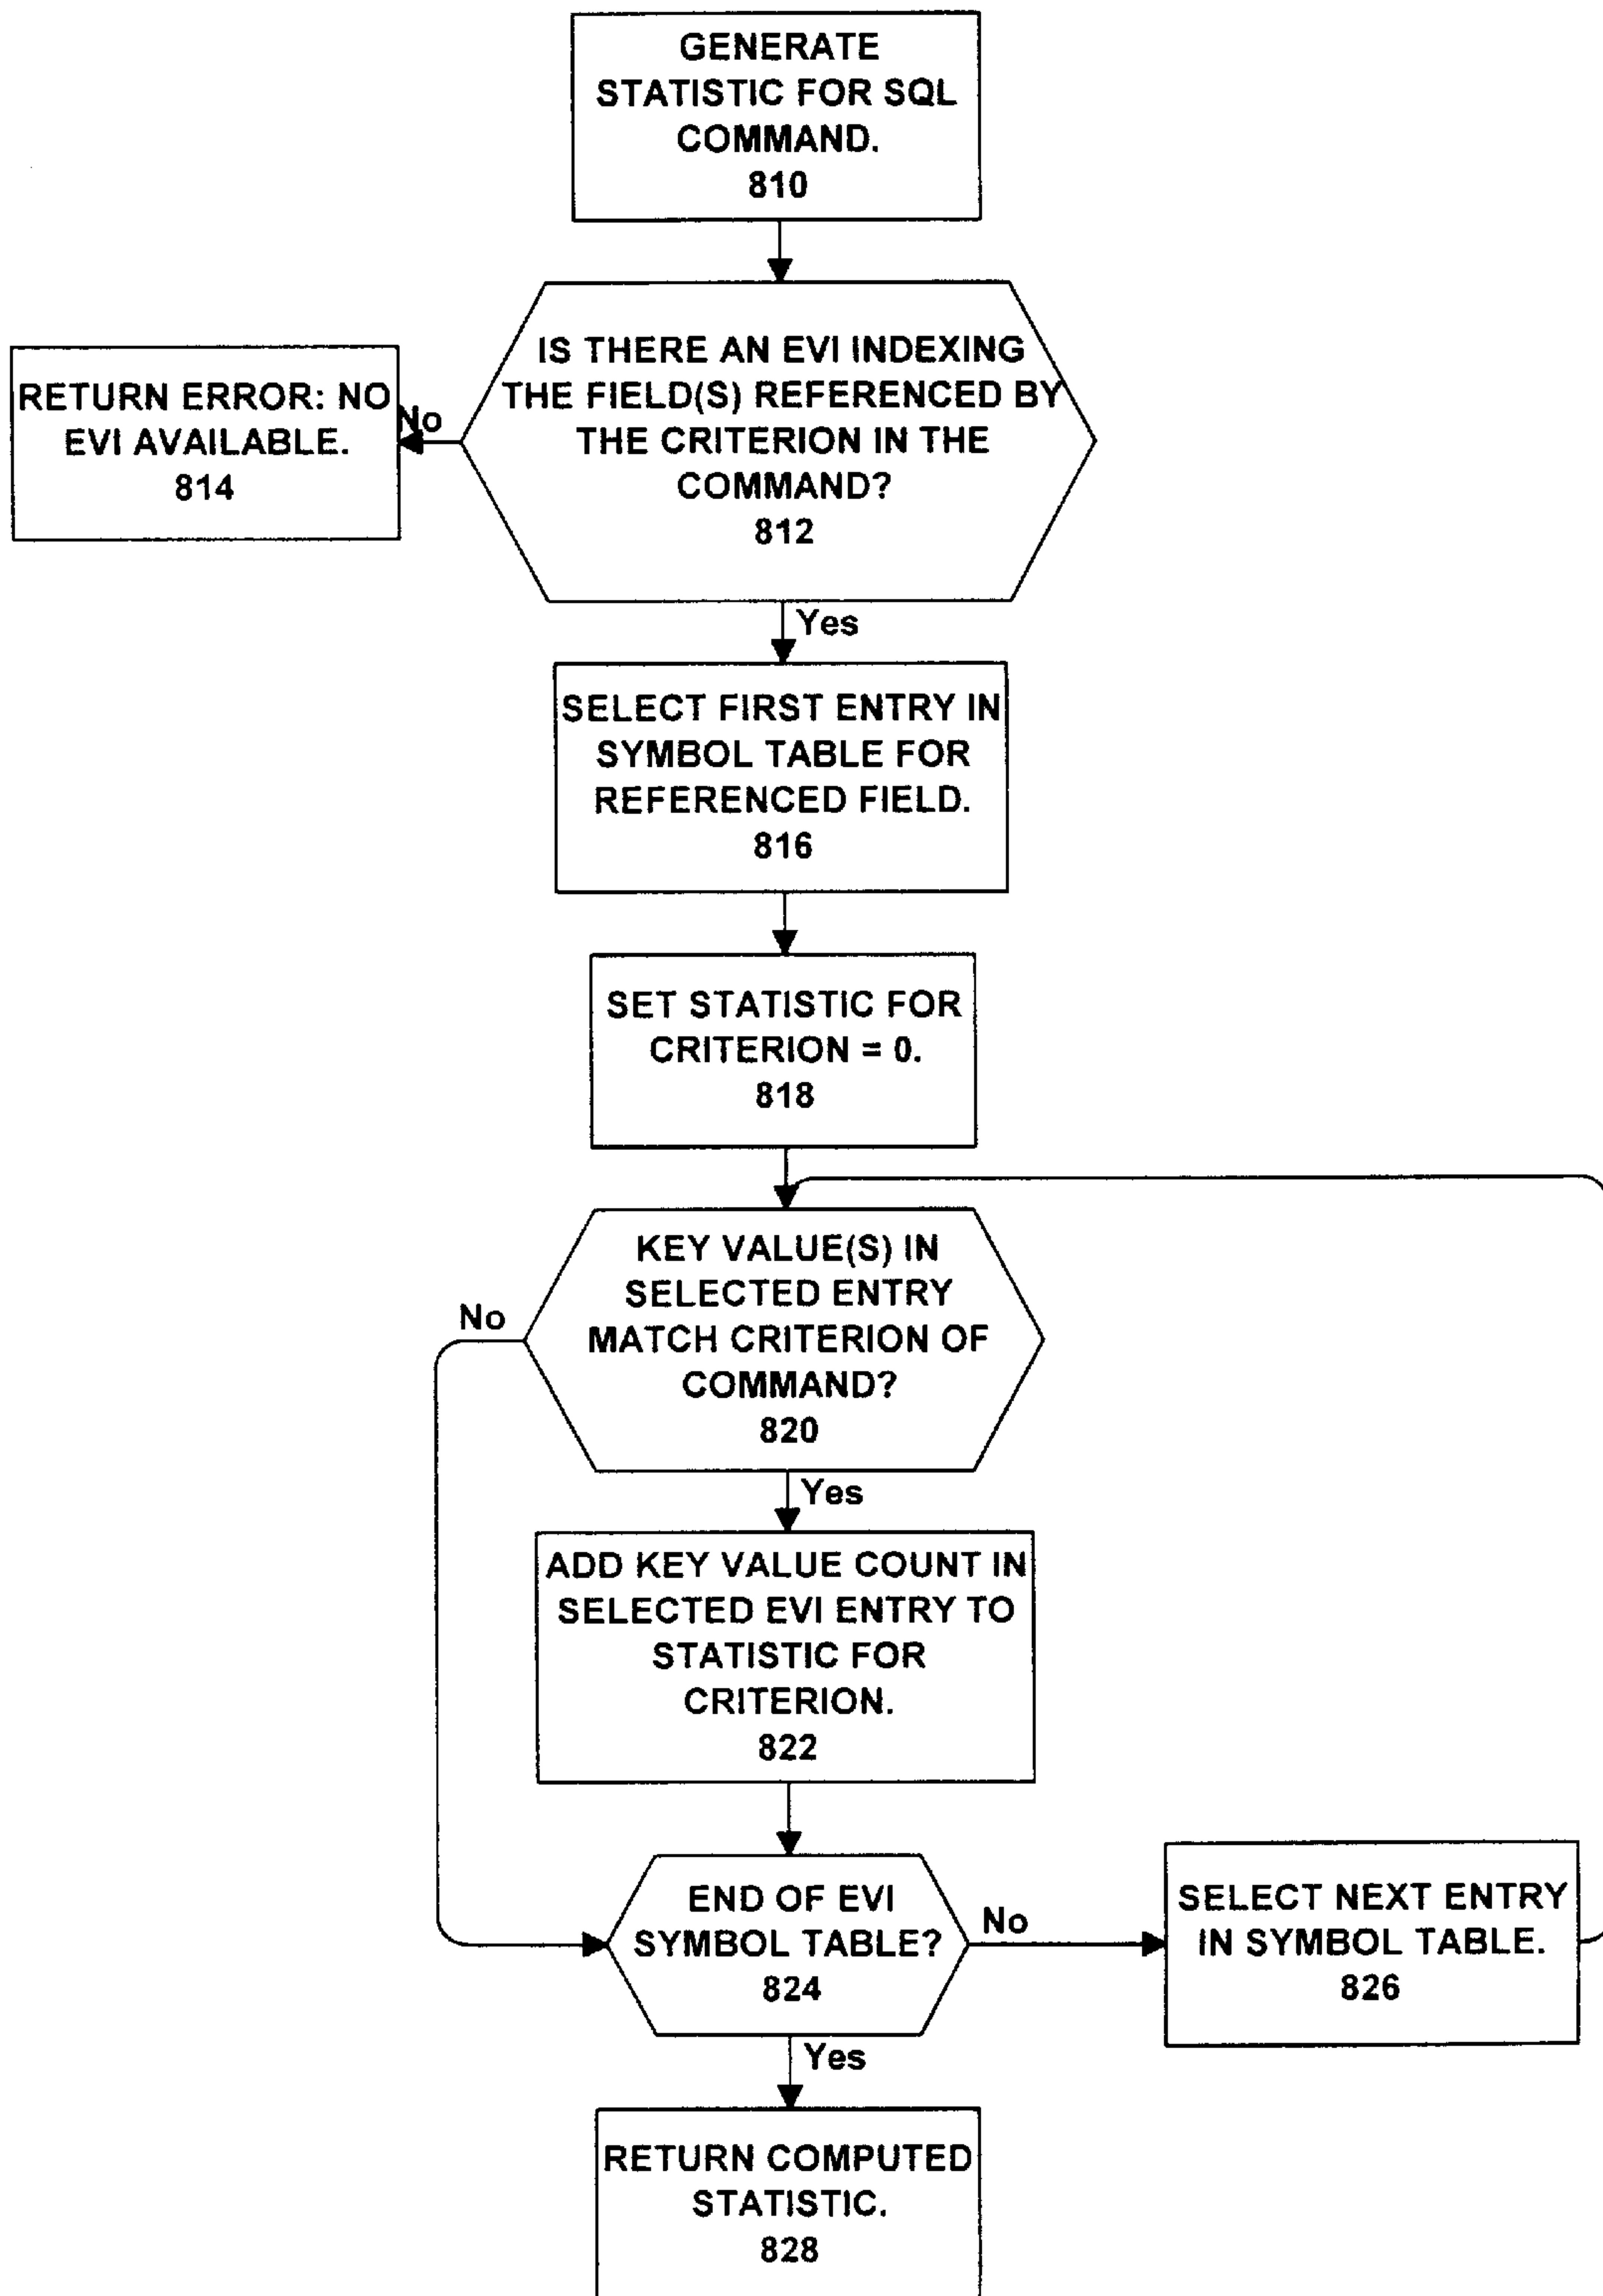 GENERATE
STATISTIC FOR SQL
COMMAND.
810
IS THERE AN EVI INDEXING
THE FIELD(S) REFERENCED BY
THE CRITERION IN THE
COMMAND?
812
No
RETURN ERROR: NO
EVI AVAILABLE.
814
Yes
SELECT FIRST ENTRY IN
SYMBOL TABLE FOR
REFERENCED FIELD.
816
SET STATISTIC FOR
CRITERION = 0.
818
KEY VALUE(S) IN
SELECTED ENTRY
MATCH CRITERION OF
COMMAND?
820
No
Yes
ADD KEY VALUE COUNT IN
SELECTED EVI ENTRY TO
STATISTIC FOR
CRITERION.
822
END OF EVI
SYMBOL TABLE?
824
No
SELECT NEXT ENTRY
IN SYMBOL TABLE.
826
Yes
RETURN COMPUTED
STATISTIC.
828